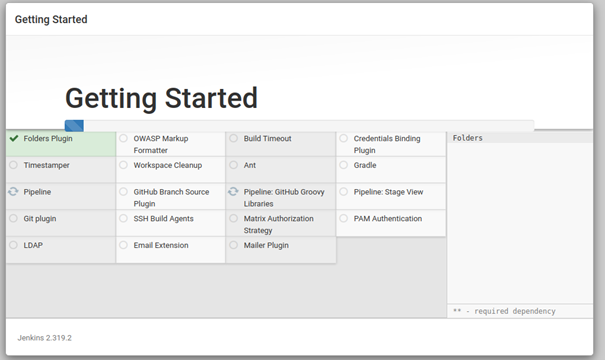 Getting Started
Getting Started
Folders Plugin
OWASP Markup
Formatter
Build Timeout
Credentials Binding
Plugin
Folders
Timestamper
Workspace Cleanup
Ant
Gradle
Pipeline
GitHub Branch Source
Plugin
Pipeline: GitHub Groovy
Libraries
Pipeline: Stage View
Git plugin
SSH Build Agents
Matrix Authorization
Strategy
PAM Authentication
LDAP
Email Extension
Mailer Plugin
** - required dependency
Jenkins 2.319.2